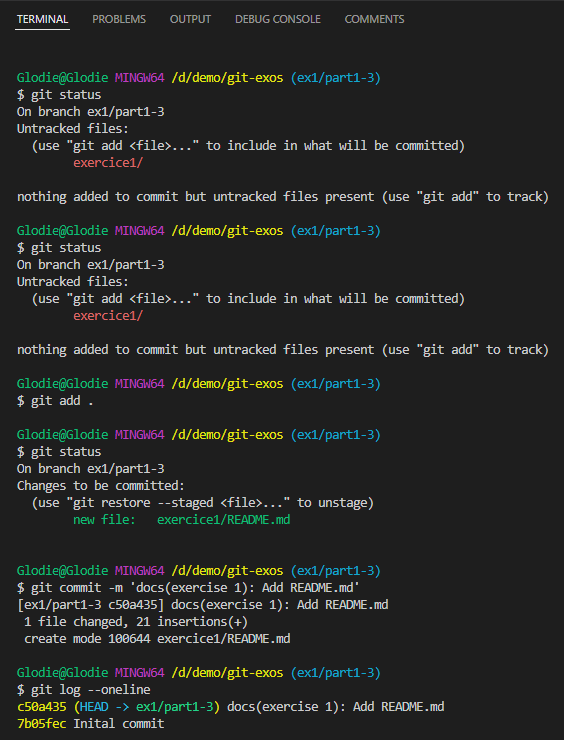 TERMINAL PROBLEMS OUTPUT DEBUG CONSOLE COMMENTS
Glodie@Glodie MINGW64 /d/demo/git-exos (ex1/part1-3)
$ git status
On branch ex1/part1-3
Untracked files:
  (use "git add <file>..." to include in what will be committed)
        exercice1/
nothing added to commit but untracked files present (use "git add" to track)
Glodie@Glodie MINGW64 /d/demo/git-exos (ex1/part1-3)
$ git status
On branch ex1/part1-3
Untracked files:
  (use "git add <file>..." to include in what will be committed)
        exercice1/
nothing added to commit but untracked files present (use "git add" to track)
Glodie@Glodie MINGW64 /d/demo/git-exos (ex1/part1-3)
$ git add .
Glodie@Glodie MINGW64 /d/demo/git-exos (ex1/part1-3)
$ git status
On branch ex1/part1-3
Changes to be committed:
  (use "git restore --staged <file>..." to unstage)
        new file:   exercice1/README.md
Glodie@Glodie MINGW64 /d/demo/git-exos (ex1/part1-3)
$ git commit -m 'docs(exercise 1): Add README.md'
[ex1/part1-3 c50a435] docs(exercise 1): Add README.md
 1 file changed, 21 insertions(+)
 create mode 100644 exercice1/README.md
Glodie@Glodie MINGW64 /d/demo/git-exos (ex1/part1-3)
$ git log --oneline
c50a435 (HEAD -> ex1/part1-3) docs(exercise 1): Add README.md
7b05fec Inital commit